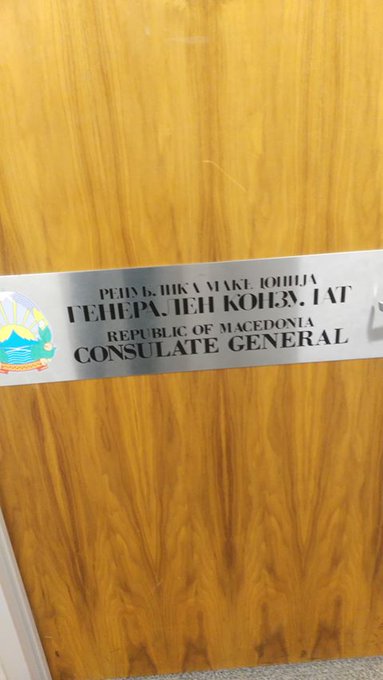 РЕПУБЛИКА МАКЕДОНИЈА
ГЕНЕРАЛЕН КОНЗУЛАТ
REPUBLIC OF MACEDONIA
CONSULATE GENERAL